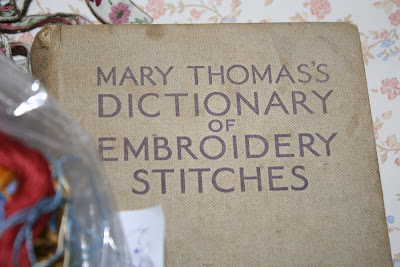 MARY THOMAS'S
DICTIONARY
OF
EMBROIDERY
STITCHES